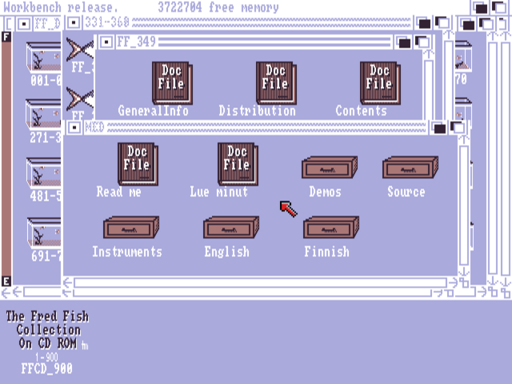 Workbench release. 3722704 free memory
FF_D
331-360
FF_349
F
001-0
FF_3
70
Doc File
Doc File
Doc File
GeneralInfo Distribution Contents
271-3
MED
Doc File
Doc File
481-5
Read me Lue minut Demos Source
691-7
Instruments English Finnish
E
The Fred Fish
Collection
On CD ROM tm
1-900
FFCD_900